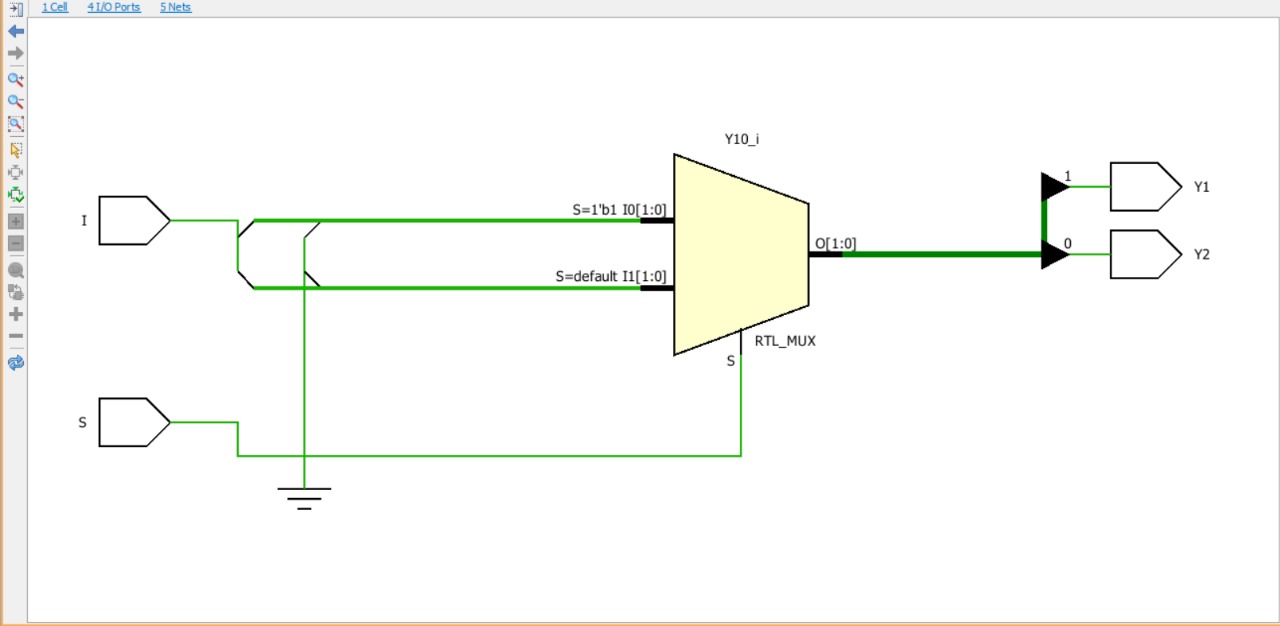 1 Cell 4 I/O Ports 5 Nets
Y10_i
I
S=1'b1 I0[1:0]
S=default I1[1:0]
O[1:0]
1
Y1
0
Y2
RTL_MUX
S
S